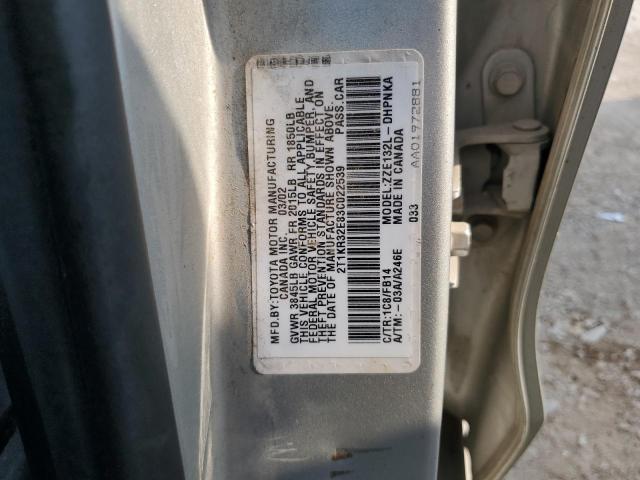 MFD.BY:TOYOTA MOTOR MANUFACTURING
CANADA INC. 03/02
GVWR 3845LB GAWR FR 2015LB RR 1850LB
THIS VEHICLE CONFORMS TO ALL APPLICABLE
FEDERAL MOTOR VEHICLE SAFETY, BUMPER, AND
THEFT PREVENTION STANDARDS IN EFFECT ON
THE DATE OF MANUFACTURE SHOWN ABOVE.
2T1KR32E93C022539 PASS.CAR
C/TR:1C8/FB14 MODEL:ZZE132L-DHPNKA
A/TM:-03A/A246E MADE IN CANADA
033 AA01972881